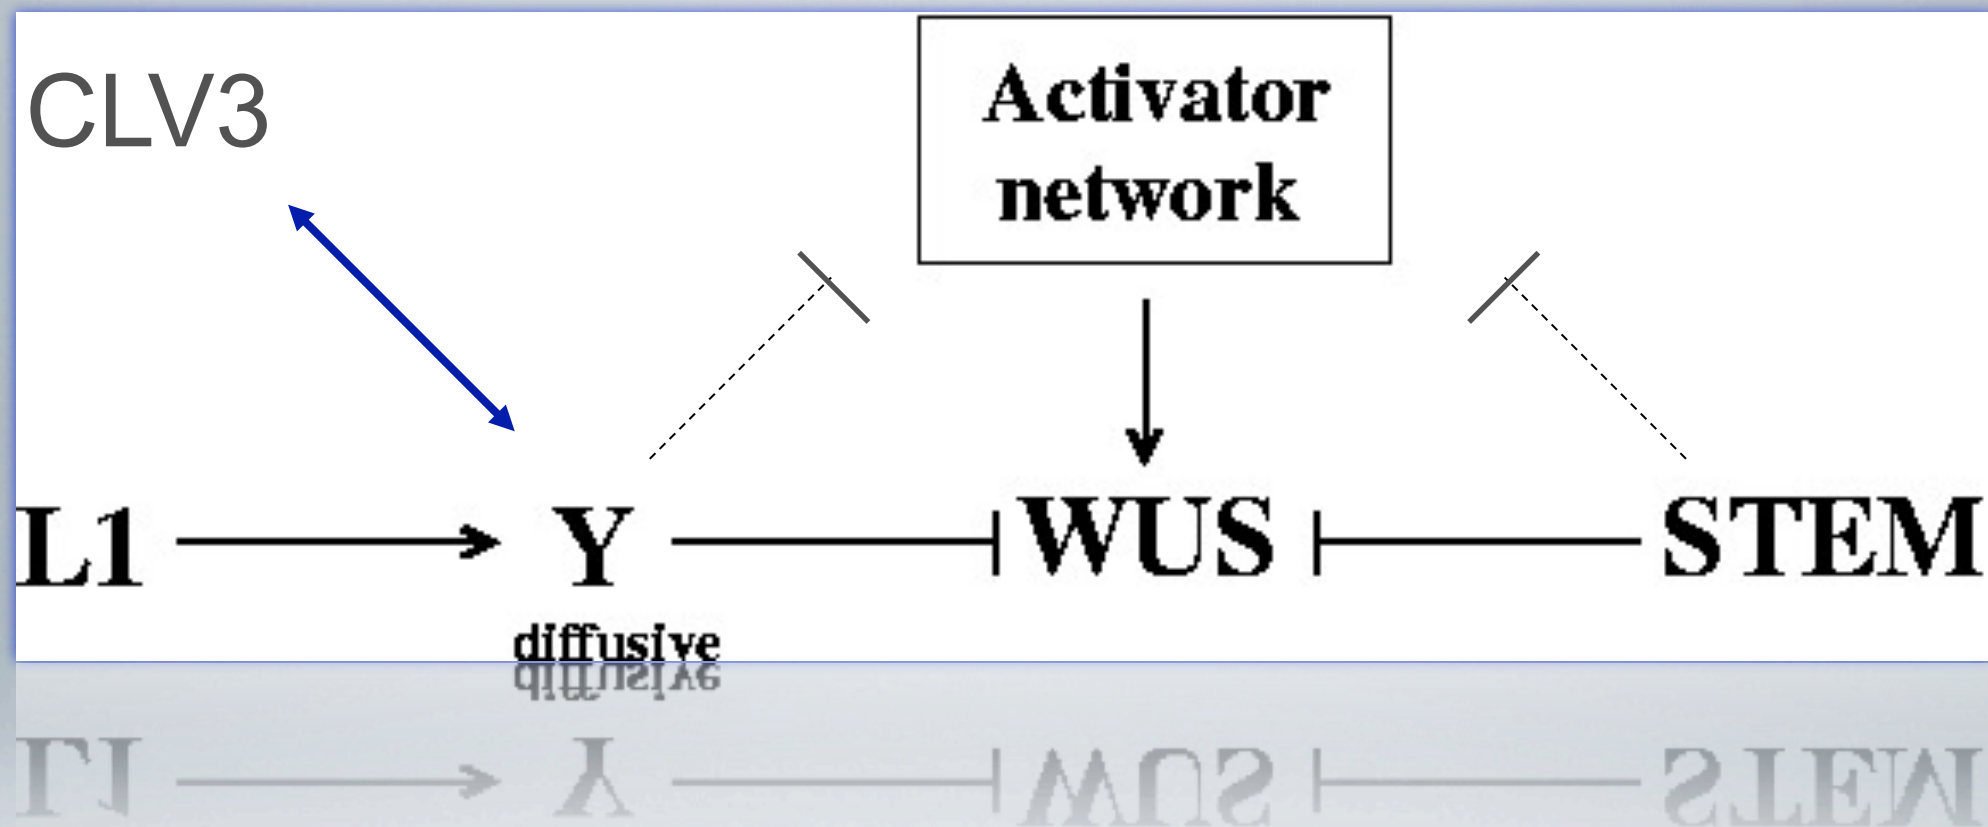 CLV3
Activator
network
L1 Y WUS STEM
diffusive